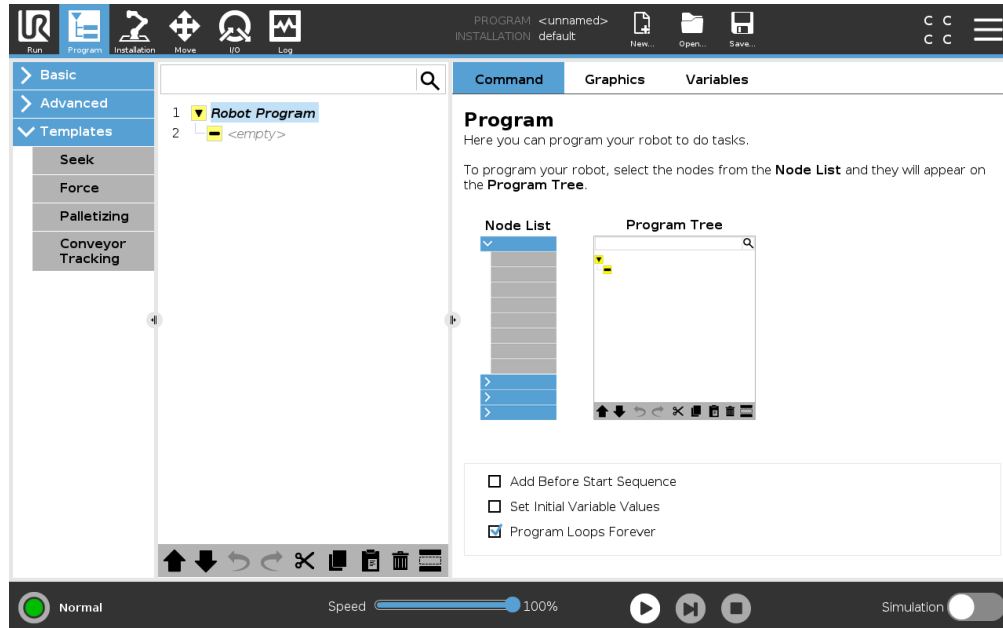 PROGRAM <unnamed>
INSTALLATION default
C C
C C
Run
Program
Installation
Move
I/O
Log
New...
Open...
Save...
Basic
Advanced
Templates
Seek
Force
Palletizing
Conveyor
Tracking
1 Robot Program
2 <empty>
Command Graphics Variables
Program
Here you can program your robot to do tasks.
To program your robot, select the nodes from the Node List and they will appear on
the Program Tree.
Node List
Program Tree
Add Before Start Sequence
Set Initial Variable Values
Program Loops Forever
Normal
Speed
100%
Simulation